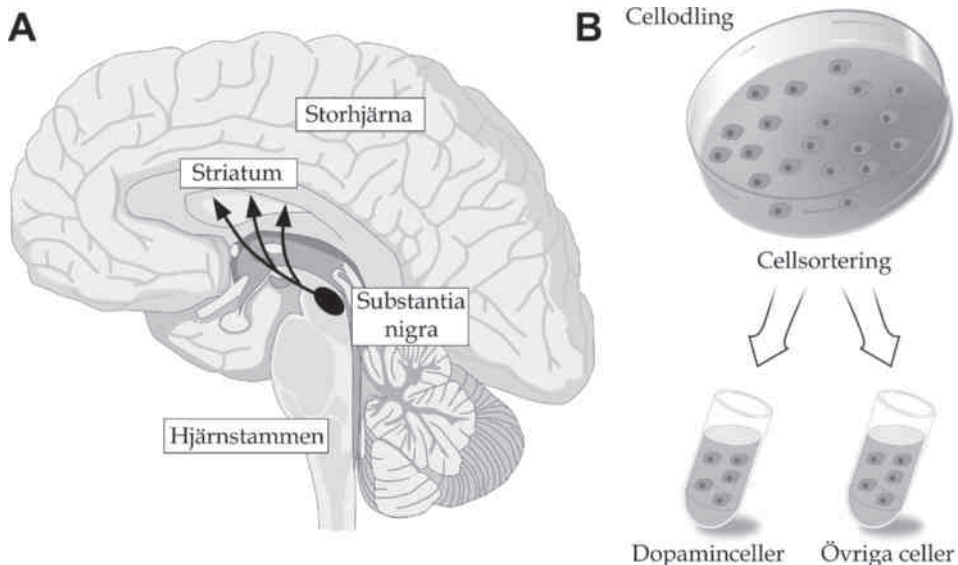 A
Storhjärna
Striatum
Substantia
nigra
Hjärnstammen
B
Cellodling
Cellsortering
Dopaminceller
Övriga celler